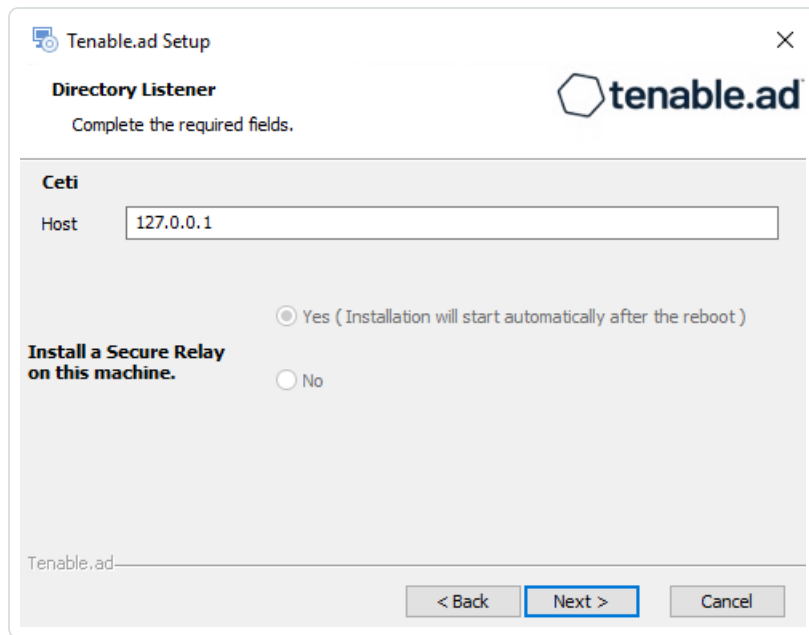 Tenable.ad Setup
Directory Listener
Complete the required fields.
tenable.ad
Ceti
Host
127.0.0.1
Yes ( Installation will start automatically after the reboot )
Install a Secure Relay
on this machine.
No
Tenable.ad
< Back
Next >
Cancel